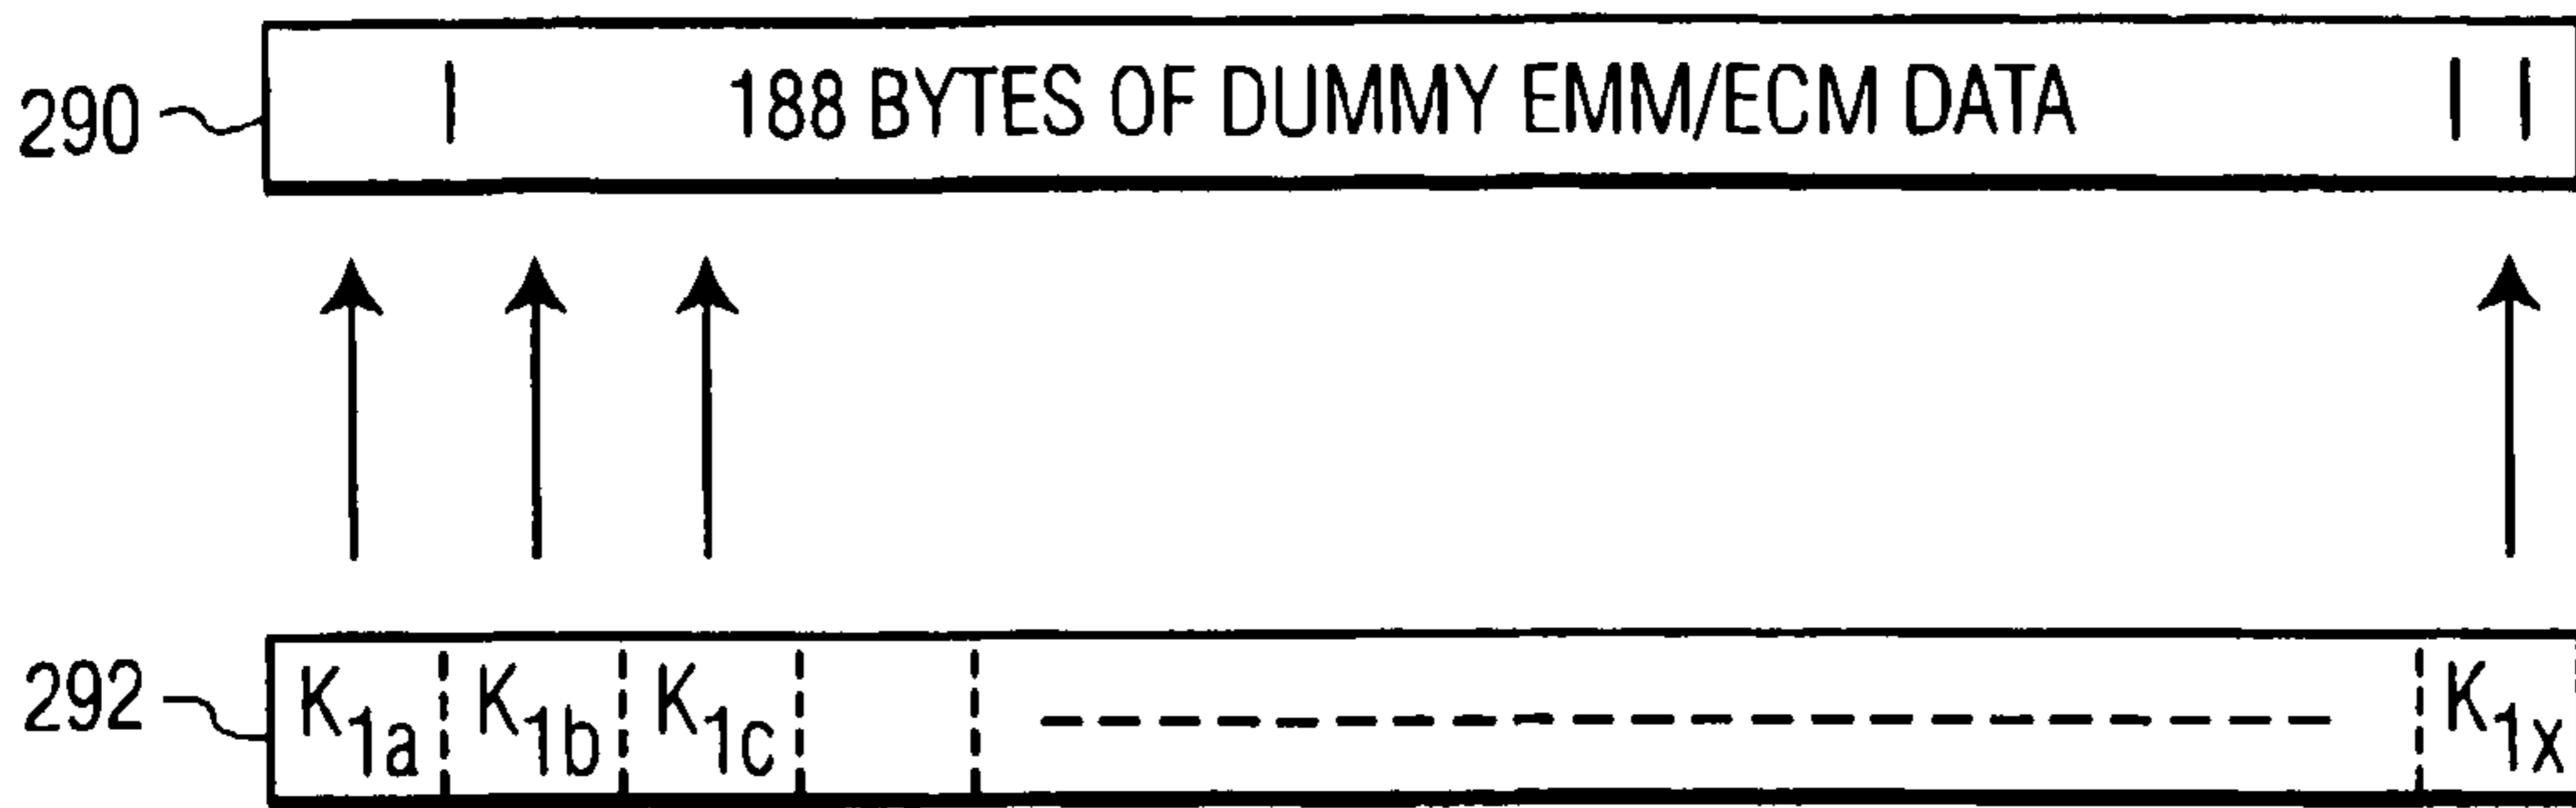 290 188 BYTES OF DUMMY EMM/ECM DATA
292 K1a K1b K1c K1x